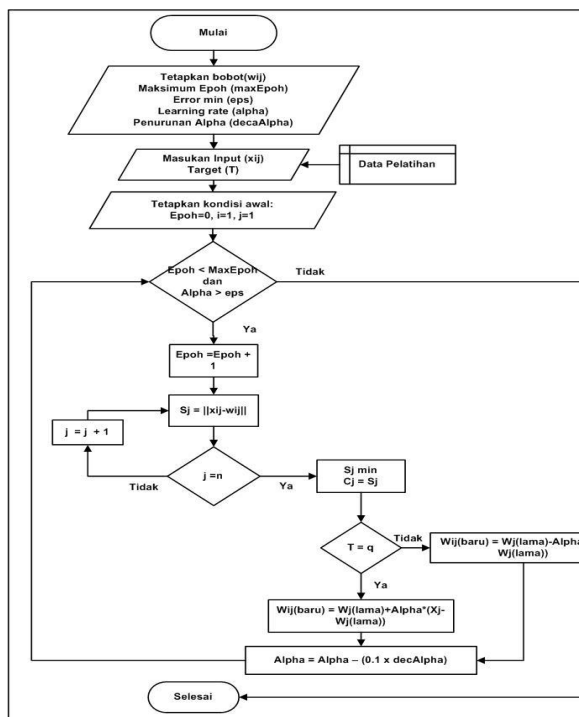 Mulai
Tetapkan bobot(wij)
Maksimum Epoh (maxEpoh)
Error min (eps)
Learning rate (alpha)
Penurunan Alpha (decaAlpha)
Masukan Input (xij)
Target (T)
Data Pelatihan
Tetapkan kondisi awal:
Epoh=0, i=1, j=1
Epoh < MaxEpoh
dan
Alpha > eps
Tidak
Ya
Epoh =Epoh +
1
Sj = ||xij-wij||
j = j + 1
j =n
Tidak
Ya
Sj min
Cj = Sj
T = q
Tidak
Wij(baru) = Wj(lama)-Alpha
Wj(lama))
Ya
Wij(baru) = Wj(lama)+Alpha*(Xj-
Wj(lama))
Alpha = Alpha – (0.1 x decAlpha)
Selesai